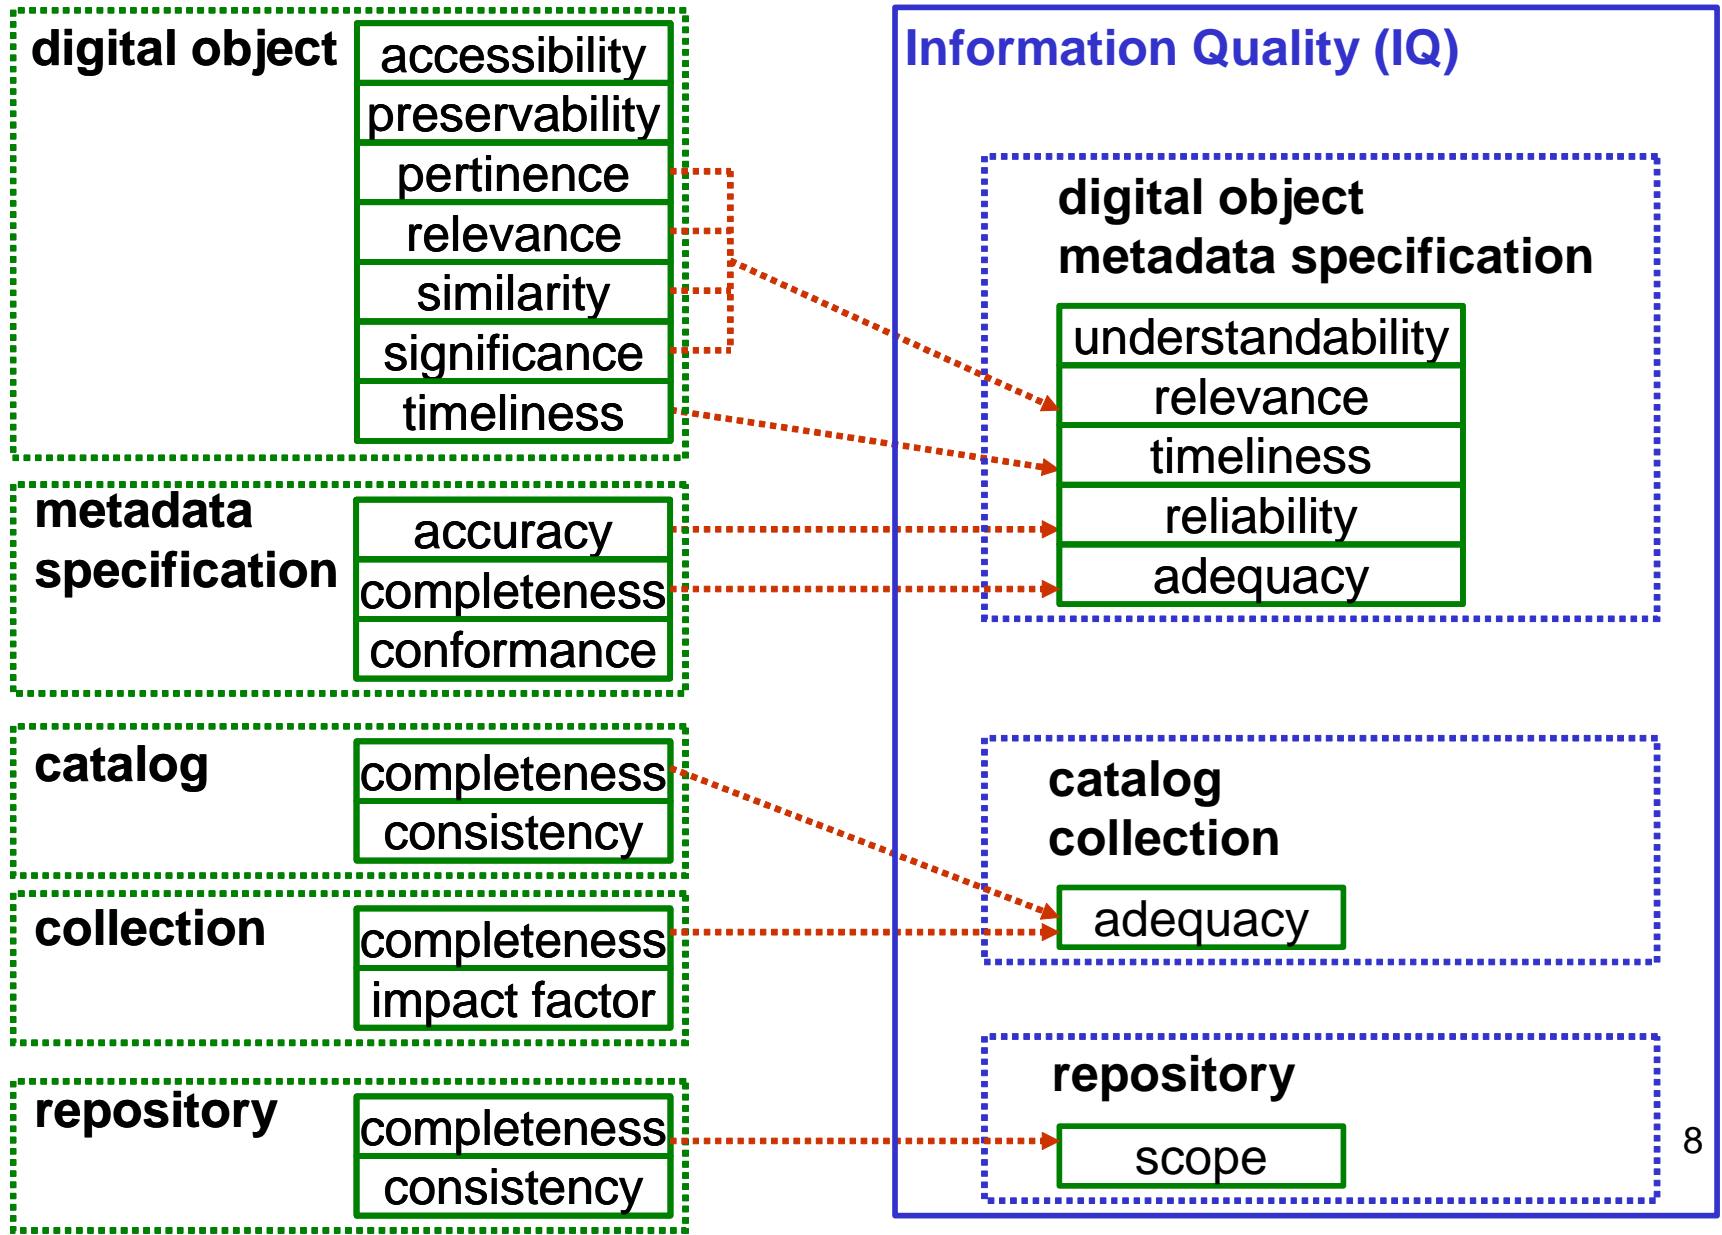 digital object
accessibility
preservability
pertinence
relevance
similarity
significance
timeliness
metadata
specification
accuracy
completeness
conformance
catalog
completeness
consistency
collection
completeness
impact factor
repository
completeness
consistency
Information Quality (IQ)
digital object
metadata specification
understandability
relevance
timeliness
reliability
adequacy
catalog
collection
adequacy
repository
scope
8